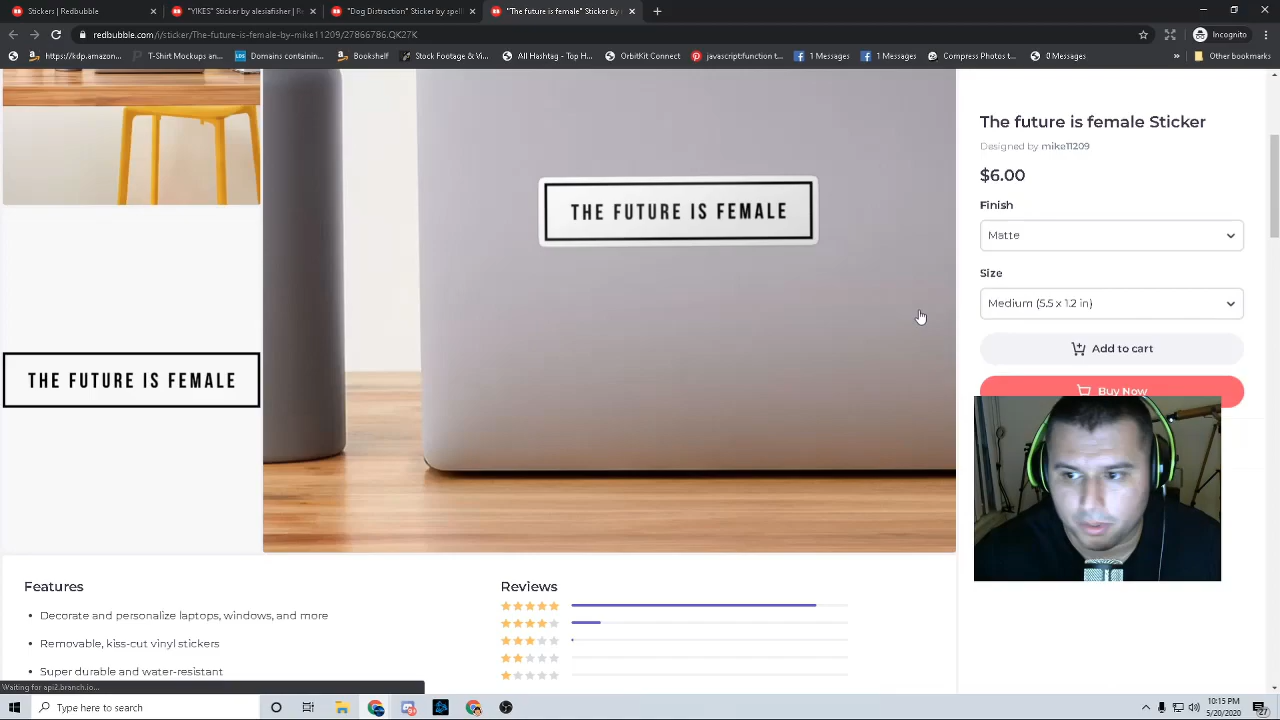 Stickers | Redbubble
"YIKES" Sticker by
"Dog Distraction" Sticker by
"The future is female" Sticker by
redbubble.com//sticker/The-future-is-female-by-mike11209/27866786.QK27K
Incognito
https://kdp.amazon...
T-Shirt Mockups an...
Domains containin...
Bookshelf
Stock Footage & Vi...
All Hashtag - Top H...
OrbitKit Connect
javascriptfunction t...
1 Messages
1 Messages
Compress Photos t...
0 Messages
Other bookmarks
THE FUTURE IS FEMALE
THE FUTURE IS FEMALE
The future is female Sticker
Designed by mike11209
$6.00
Finish
Matte
Size
Medium (5.5 x 1.2 in)
Add to cart
Buy Now
Features
• Decorate and personalize laptops, windows, and more
• Removable, kiss-cut vinyl stickers
• Super durable and water-resistant
Reviews
Waiting for api2.branch.io...
Type here to search
10:15 PM
5/20/2020